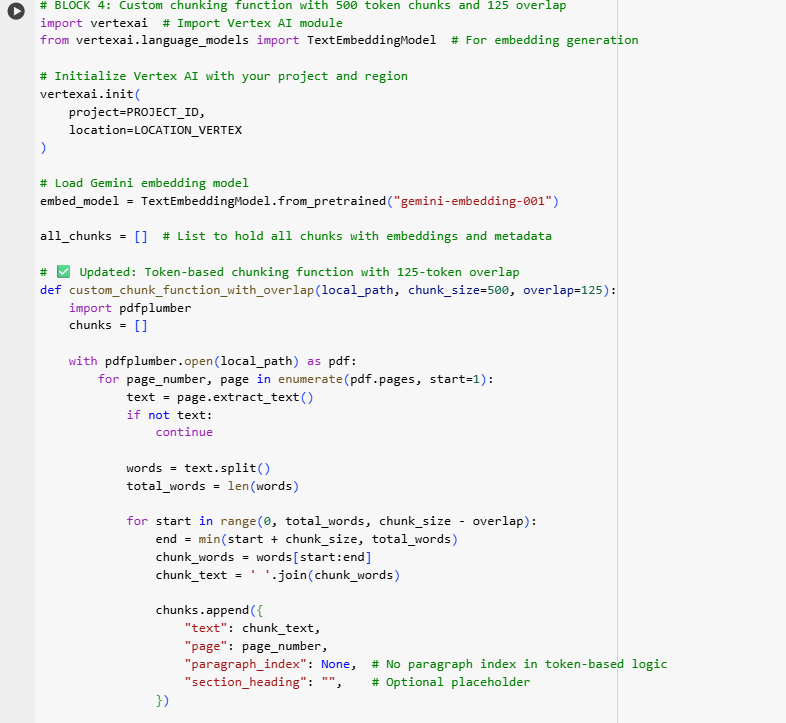 # BLOCK 4: Custom chunking function with 500 token chunks and 125 overlap
import vertexai  # Import Vertex AI module
from vertexai.language_models import TextEmbeddingModel  # For embedding generation

# Initialize Vertex AI with your project and region
vertexai.init(
    project=PROJECT_ID,
    location=LOCATION_VERTEX
)

# Load Gemini embedding model
embed_model = TextEmbeddingModel.from_pretrained("gemini-embedding-001")

all_chunks = []  # List to hold all chunks with embeddings and metadata

# ✅ Updated: Token-based chunking function with 125-token overlap
def custom_chunk_function_with_overlap(local_path, chunk_size=500, overlap=125):
    import pdfplumber
    chunks = []

    with pdfplumber.open(local_path) as pdf:
        for page_number, page in enumerate(pdf.pages, start=1):
            text = page.extract_text()
            if not text:
                continue

            words = text.split()
            total_words = len(words)

            for start in range(0, total_words, chunk_size - overlap):
                end = min(start + chunk_size, total_words)
                chunk_words = words[start:end]
                chunk_text = ' '.join(chunk_words)

                chunks.append({
                    "text": chunk_text,
                    "page": page_number,
                    "paragraph_index": None,  # No paragraph index in token-based logic
                    "section_heading": "",    # Optional placeholder
                })